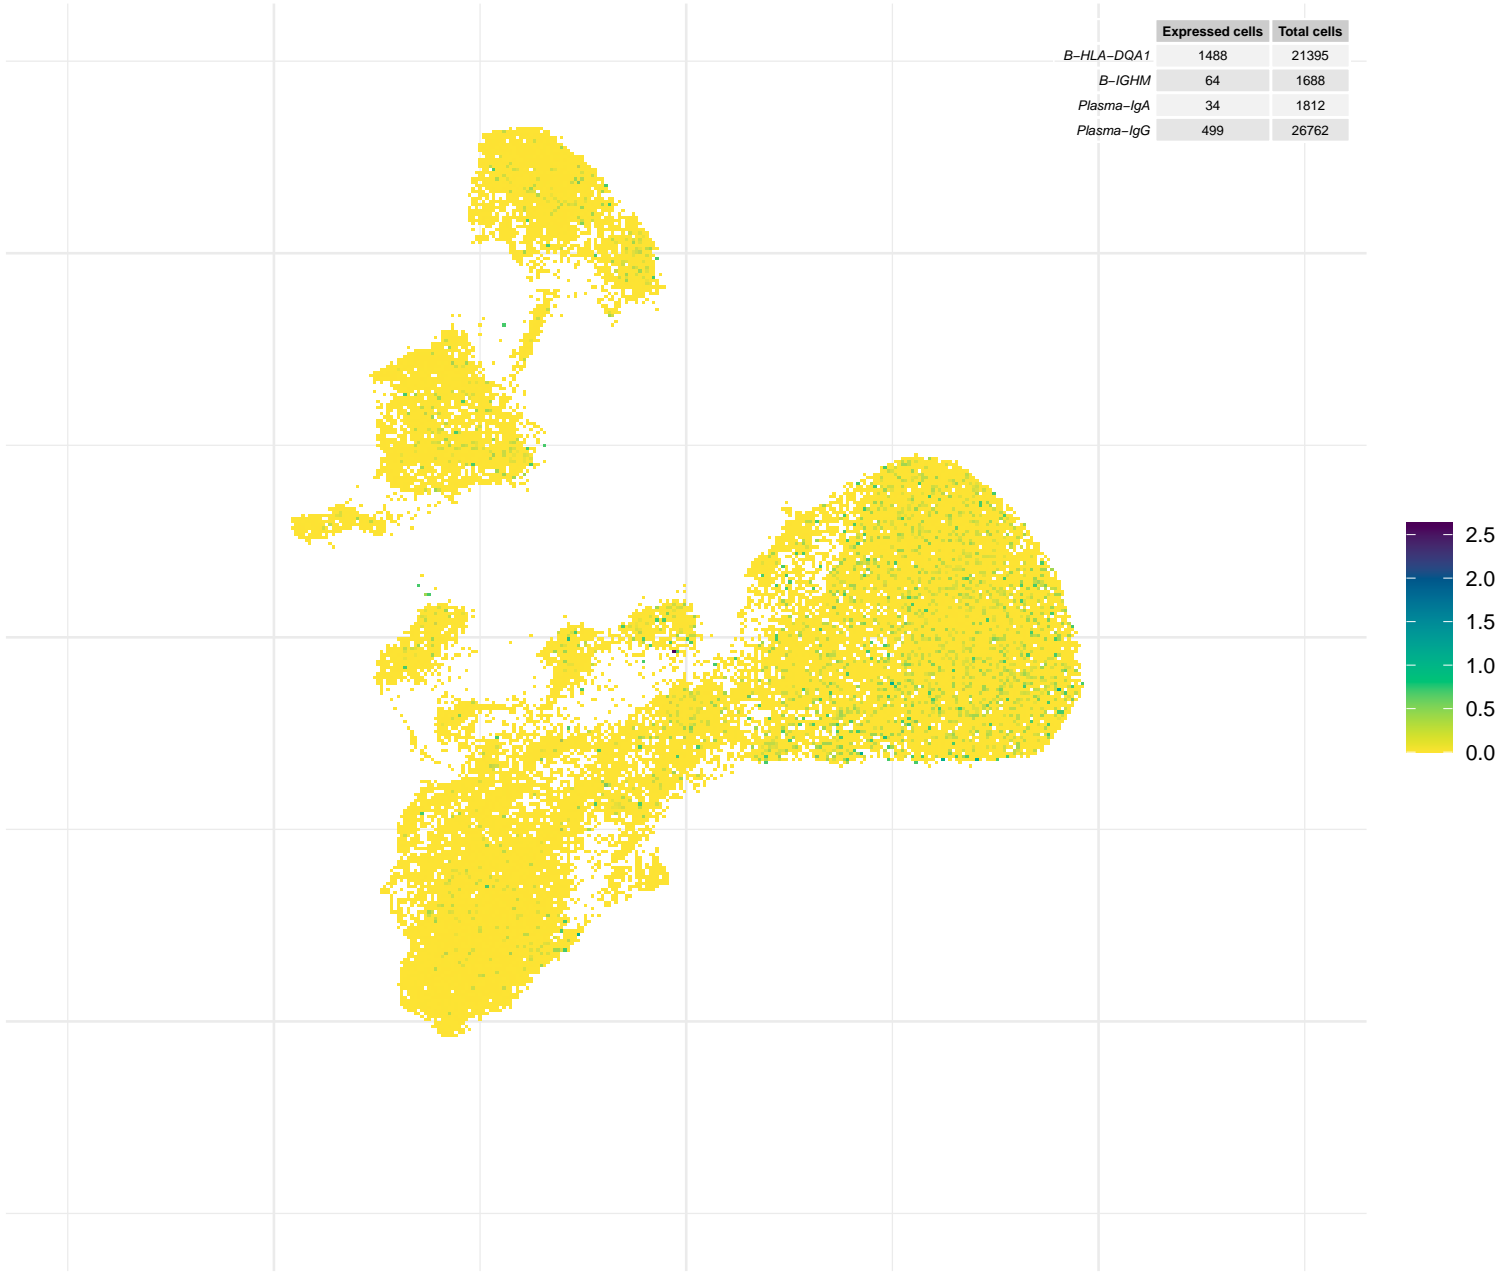 Expressed cells Total cells
B−HLA−DQA1 1488 21395
B−IGHM 64 1688
Plasma−IgA 34 1812
Plasma−IgG 499 26762
2.5
2.0
1.5
1.0
0.5
0.0